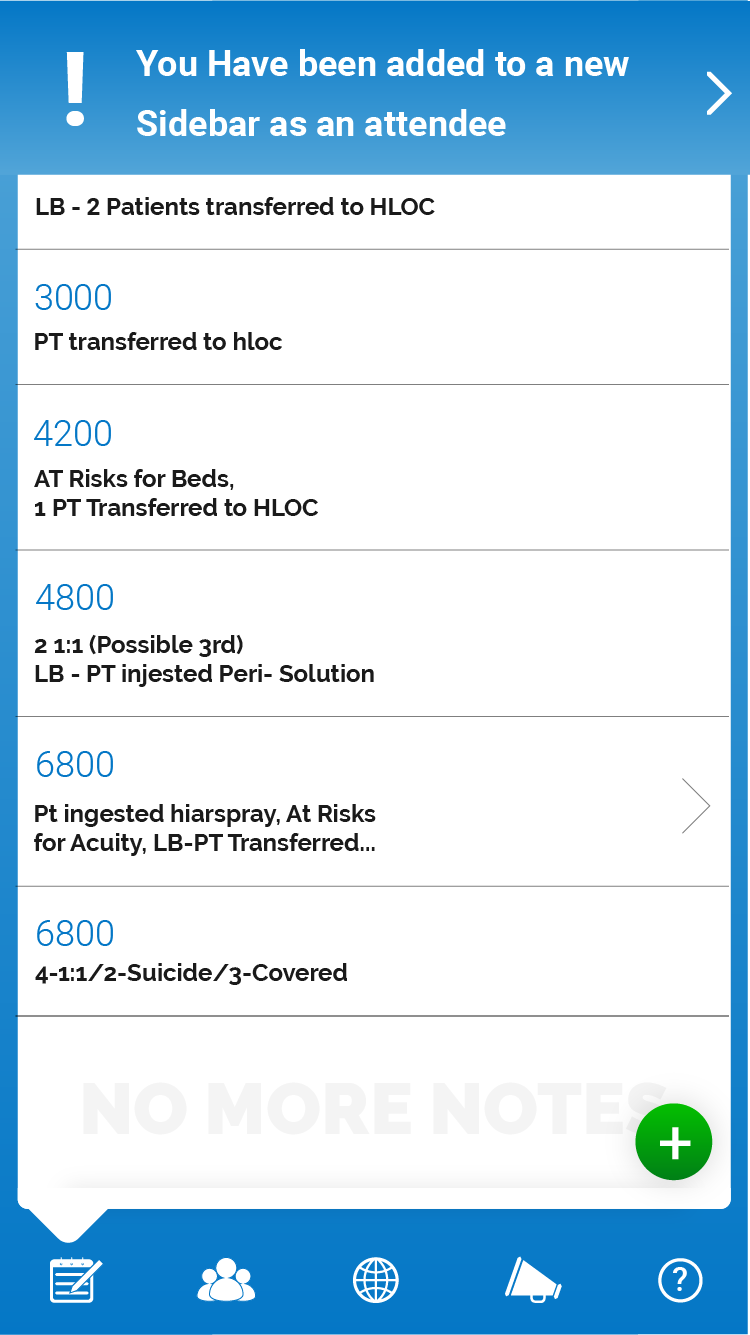 You Have been added to a new
Sidebar as an attendee
LB - 2 Patients transferred to HLOC
3000
PT transferred to hloc
4200
AT Risks for Beds,
1 PT Transferred to HLOC
4800
2 1:1 (Possible 3rd)
LB - PT injested Peri- Solution
6800
Pt ingested hiarspray, At Risks
for Acuity, LB-PT Transferred...
6800
4-1:1/2-Suicide/3-Covered
NO MORE NOTES